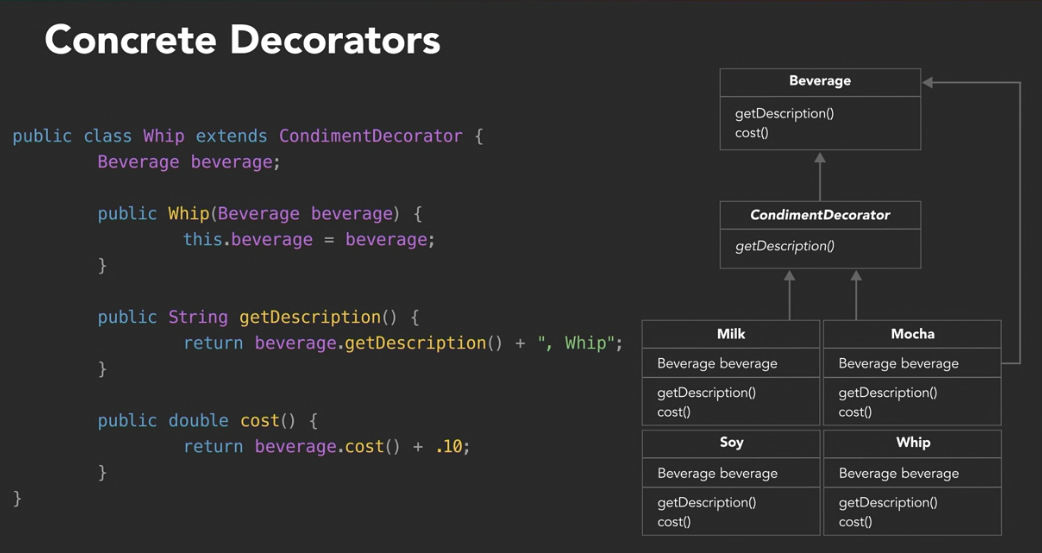 Concrete Decorators
public class Whip extends CondimentDecorator {
Beverage beverage;
public Whip(Beverage beverage) {
this.beverage = beverage;
}
public String getDescription() {
return beverage.getDescription() + ", Whip";
}
public double cost() {
return beverage.cost() + .10;
}
}
Beverage
getDescription()
cost()
CondimentDecorator
getDescription()
Milk
Beverage beverage
getDescription()
cost()
Mocha
Beverage beverage
getDescription()
cost()
Soy
Beverage beverage
getDescription()
cost()
Whip
Beverage beverage
getDescription()
cost()